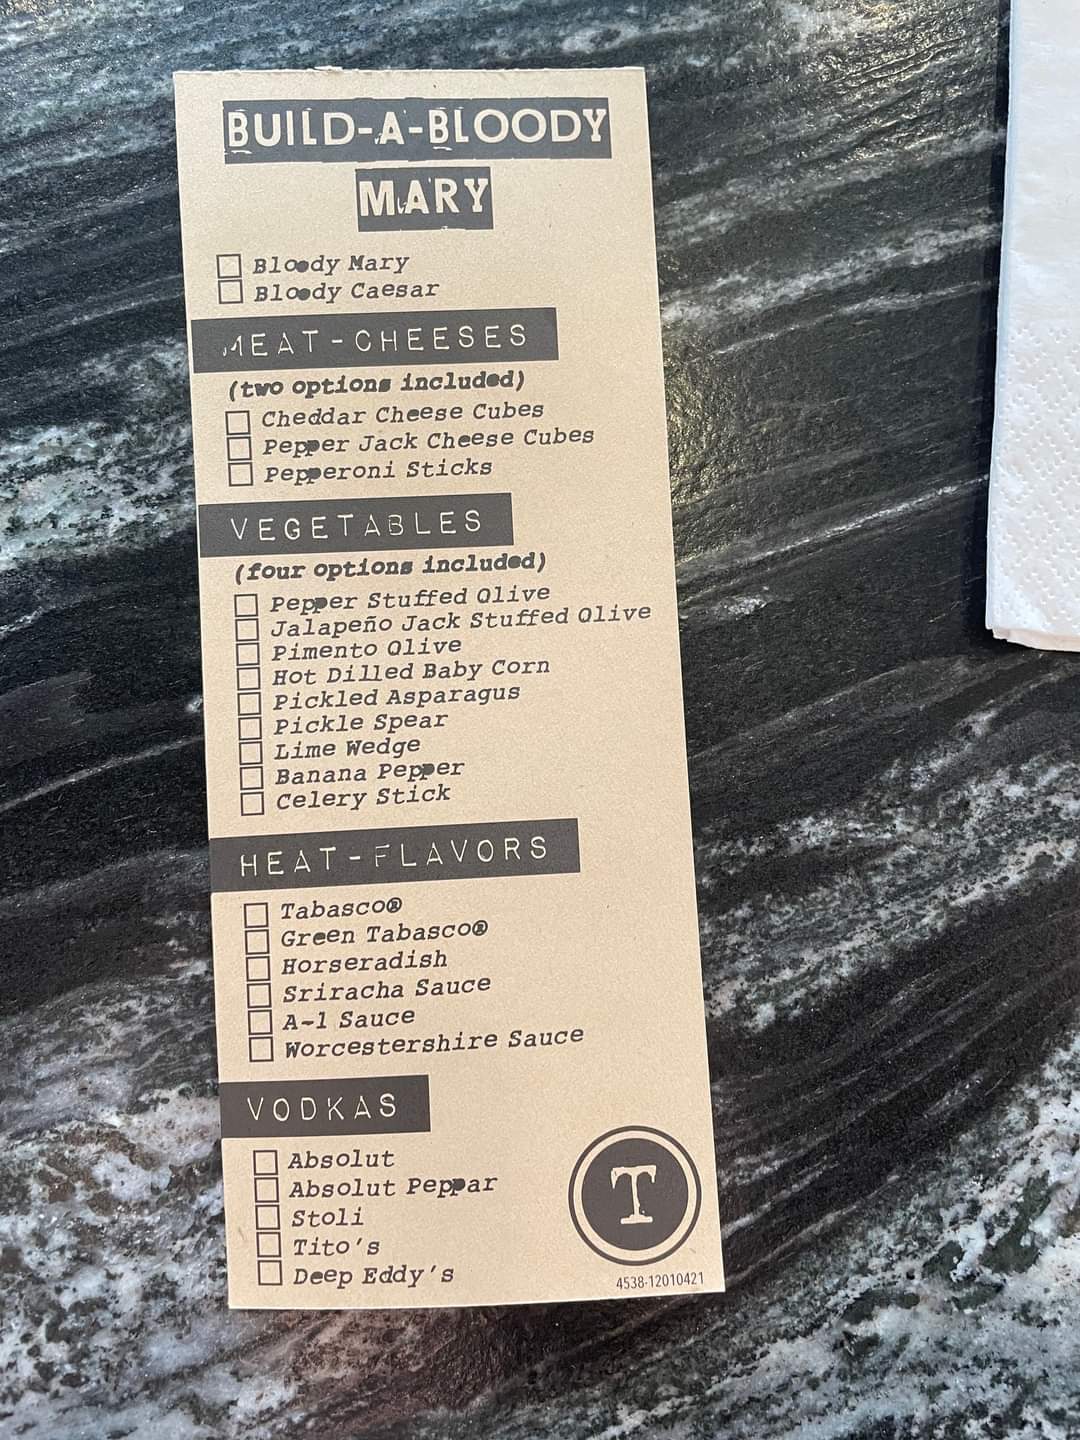 BUILD-A-BLOODY
MARY
Bloody Mary
Bloody Caesar
MEAT-CHEESES
(two options included)
Cheddar Cheese Cubes
Pepper Jack Cheese Cubes
Pepperoni Sticks
VEGETABLES
(four options included)
Pepper Stuffed Olive
Jalapeño Jack Stuffed Olive
Pimento Olive
Hot Dilled Baby Corn
Pickled Asparagus
Pickle Spear
Lime Wedge
Banana Pepper
Celery Stick
HEAT-FLAVORS
Tabasco®
Green Tabasco®
Horseradish
Sriracha Sauce
A-1 Sauce
Worcestershire Sauce
VODKAS
Absolut
Absolut Peppar
Stoli
Tito's
Deep Eddy's
T
4538-12010421